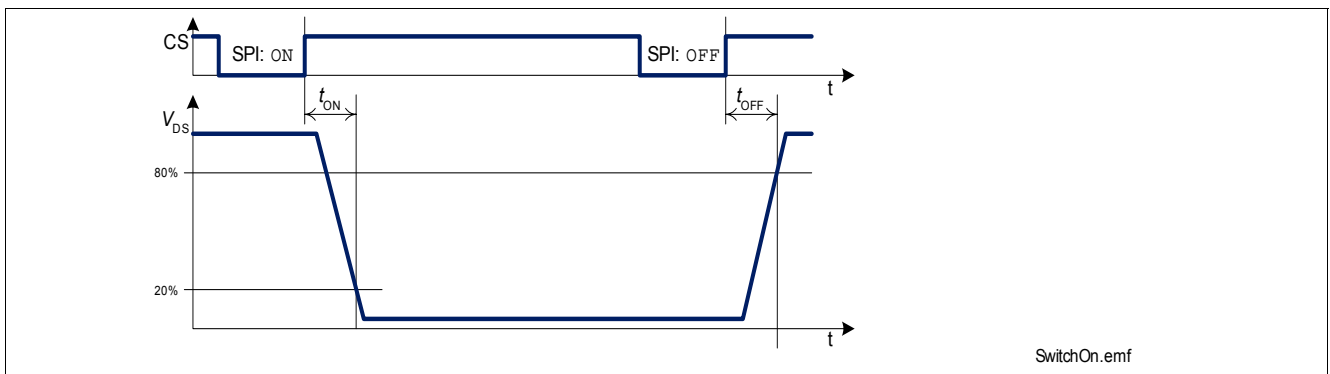 CS
SPI: ON
SPI: OFF
t
tON
tOFF
VDS
80%
20%
t
SwitchOn.emf